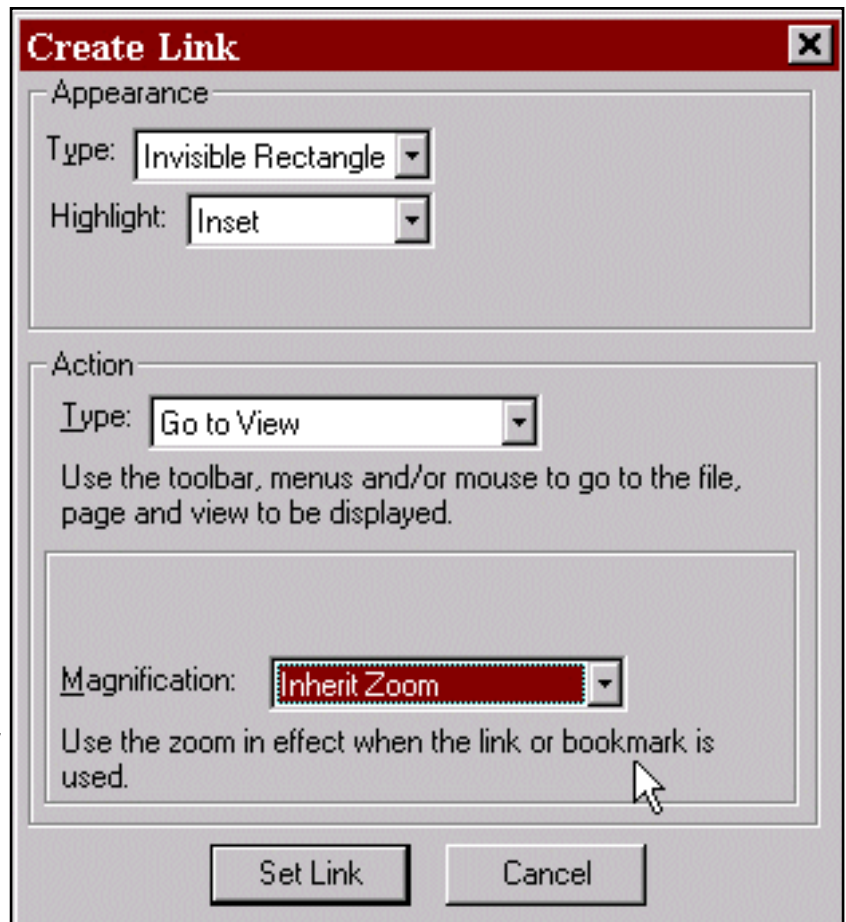 Create Link
Appearance
Type: Invisible Rectangle
Highlight: Inset
Action
Type: Go to View
Use the toolbar, menus and/or mouse to go to the file,
page and view to be displayed.
Magnification: Inherit Zoom
Use the zoom in effect when the link or bookmark is
used.
Set Link Cancel